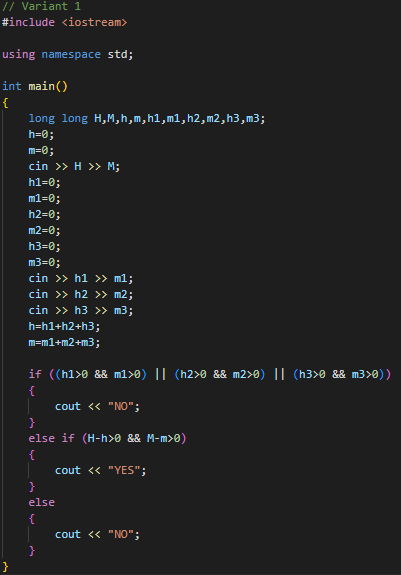 // Variant 1
#include <iostream>

using namespace std;

int main()
{
    long long H,M,h,m,h1,m1,h2,m2,h3,m3;
    h=0;
    m=0;
    cin >> H >> M;
    h1=0;
    m1=0;
    h2=0;
    m2=0;
    h3=0;
    m3=0;
    cin >> h1 >> m1;
    cin >> h2 >> m2;
    cin >> h3 >> m3;
    h=h1+h2+h3;
    m=m1+m2+m3;

    if ((h1>0 && m1>0) || (h2>0 && m2>0) || (h3>0 && m3>0))
    {
        cout << "NO";
    }
    else if (H-h>0 && M-m>0)
    {
        cout << "YES";
    }
    else
    {
        cout << "NO";
    }
}